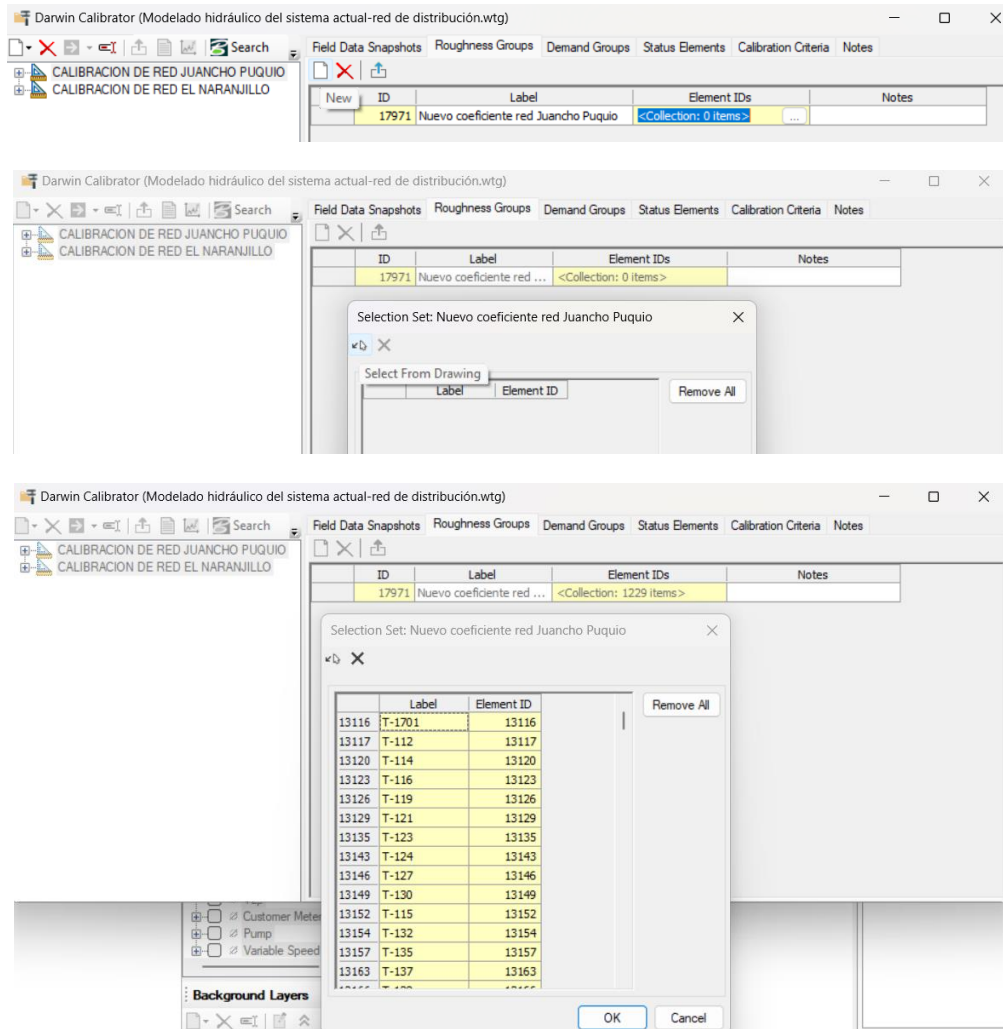 Darwin Calibrator (Modelado hidráulico del sistema actual-red de distribución.wtg)
Search
Field Data Snapshots Roughness Groups Demand Groups Status Elements Calibration Criteria Notes
CALIBRACION DE RED JUANCHO PUQUIO
CALIBRACION DE RED EL NARANJILLO
New
ID Label Element IDs Notes
17971 Nuevo coeficiente red Juancho Puquio <Collection: 0 items> ...
Darwin Calibrator (Modelado hidráulico del sistema actual-red de distribución.wtg)
Search
Field Data Snapshots Roughness Groups Demand Groups Status Elements Calibration Criteria Notes
CALIBRACION DE RED JUANCHO PUQUIO
CALIBRACION DE RED EL NARANJILLO
ID Label Element IDs Notes
17971 Nuevo coeficiente red ... <Collection: 0 items>
Selection Set: Nuevo coeficiente red Juancho Puquio
Select From Drawing
Label Element ID
Remove All
Darwin Calibrator (Modelado hidráulico del sistema actual-red de distribución.wtg)
Search
Field Data Snapshots Roughness Groups Demand Groups Status Elements Calibration Criteria Notes
CALIBRACION DE RED JUANCHO PUQUIO
CALIBRACION DE RED EL NARANJILLO
ID Label Element IDs Notes
17971 Nuevo coeficiente red ... <Collection: 1229 items>
Selection Set: Nuevo coeficiente red Juancho Puquio
Label Element ID
Remove All
13116 T-1701 13116
13117 T-112 13117
13120 T-114 13120
13123 T-116 13123
13126 T-119 13126
13129 T-121 13129
13135 T-123 13135
13143 T-124 13143
13146 T-127 13146
13149 T-130 13149
13152 T-115 13152
13154 T-132 13154
13157 T-135 13157
13163 T-137 13163
Customer Meter
Pump
Variable Speed
Background Layers
OK Cancel